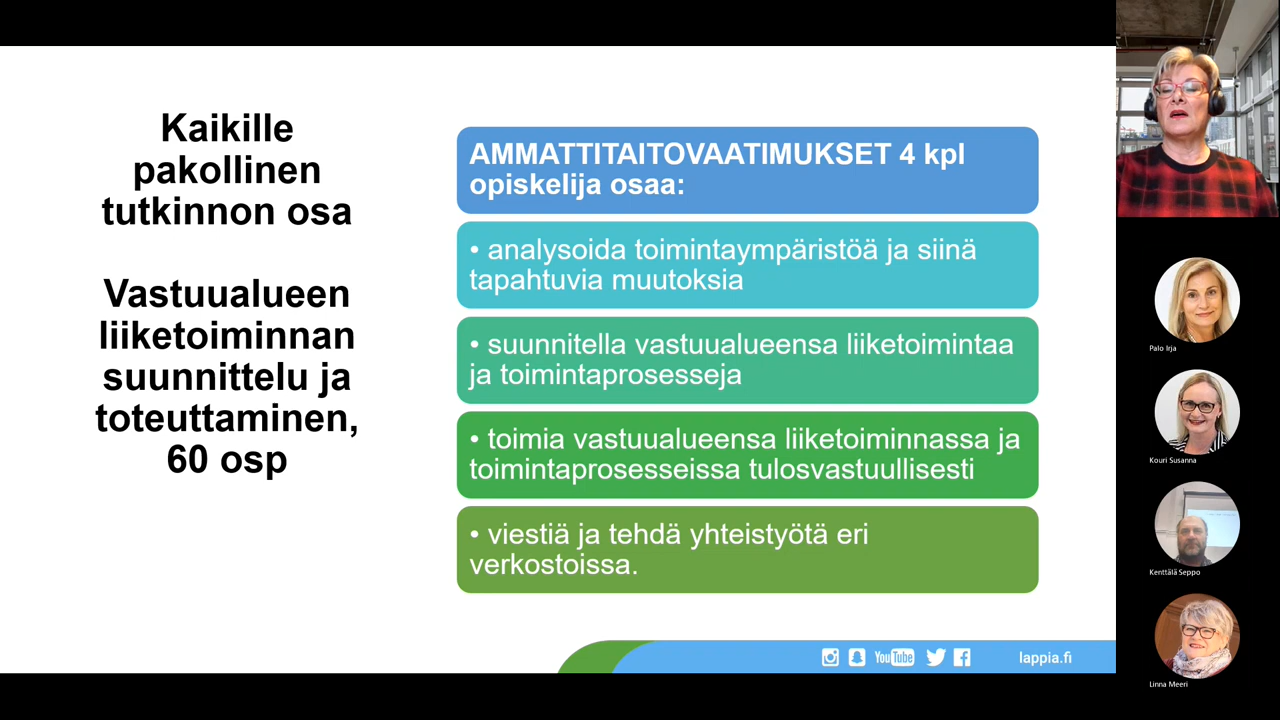 Kaikille
pakollinen
tutkinnon osa
Vastuualueen
liiketoiminnan
suunnittelu ja
toteuttaminen,
60 osp
AMMATTITAITOVAATIMUKSET 4 kpl
opiskelija osaa:
• analysoida toimintaympäristöä ja siinä
tapahtuvia muutoksia
• suunnitella vastuualueensa liiketoimintaa
ja toimintaprosesseja
• toimia vastuualueensa liiketoiminnassa ja
toimintaprosesseissa tulosvastuullisesti
• viestiä ja tehdä yhteistyötä eri
verkostoissa.
YouTube
lappia.fi
Palo Irja
Kouri Susanna
Kenttälä Seppo
Linna Meeri